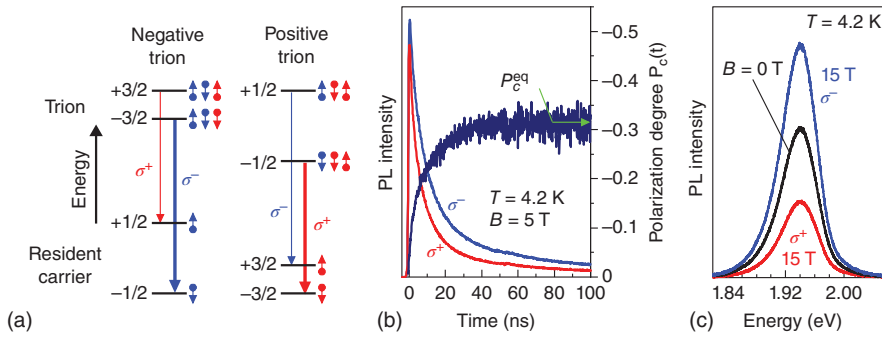 (a)
Negative trion
Positive trion
Trion
Energy
Resident carrier
+3/2
−3/2
σ⁺
σ⁻
+1/2
−1/2
+1/2
−1/2
σ⁻
σ⁺
+3/2
−3/2
(b)
PL intensity
P_c^eq
T = 4.2 K
B = 5 T
σ⁻
σ⁺
0 20 40 60 80 100
Time (ns)
−0.5
−0.4
−0.3
−0.2
−0.1
0
Polarization degree P_c(t)
(c)
PL intensity
T = 4.2 K
B = 0 T
15 T
σ⁻
σ⁺
15 T
1.84 1.92 2.00
Energy (eV)